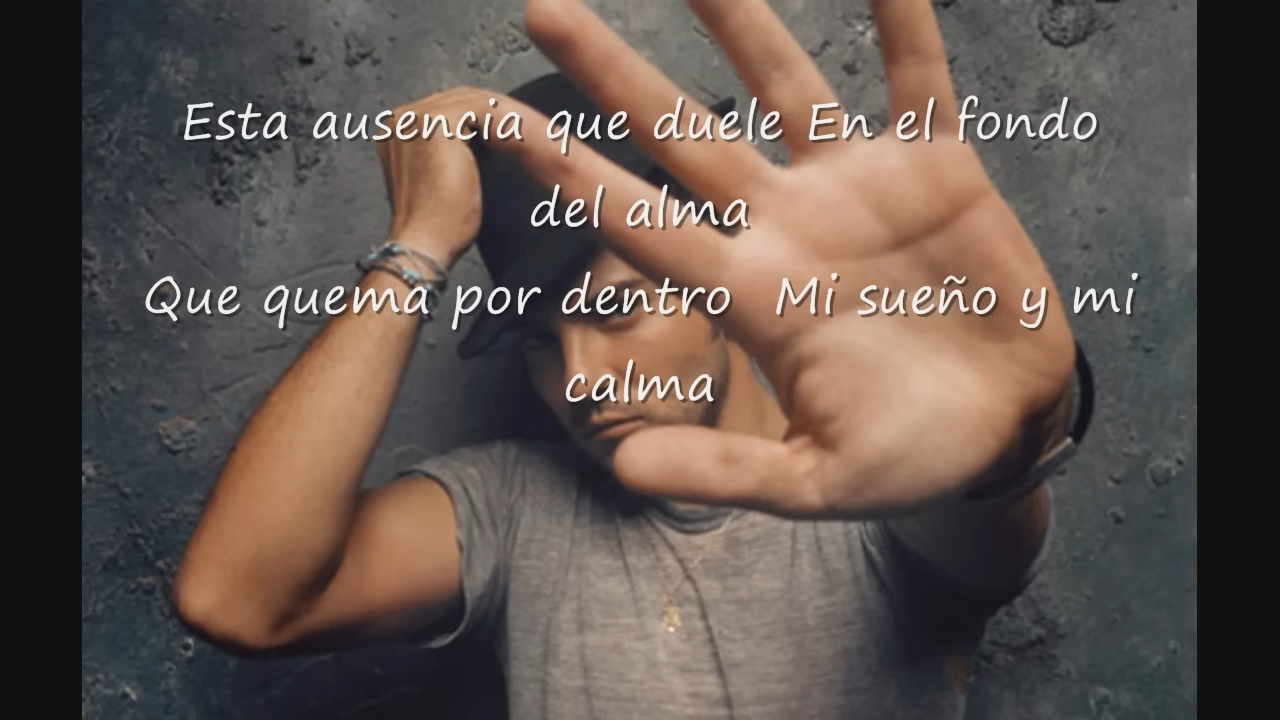 Esta ausencia que duele En el fondo
del alma
Que quema por dentro  Mi sueño y mi
calma